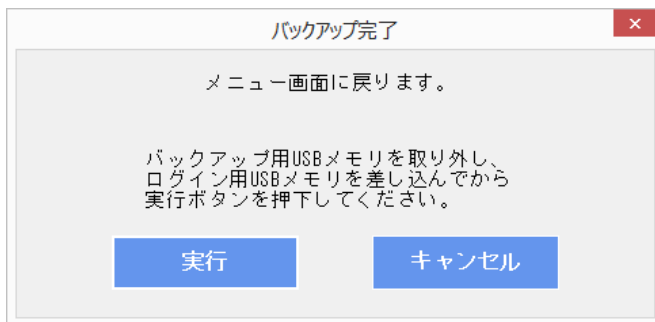 バックアップ完了
メニュー画面に戻ります。
バックアップ用USBメモリを取り外し、
ログイン用USBメモリを差し込んでから
実行ボタンを押下してください。
実行
キャンセル